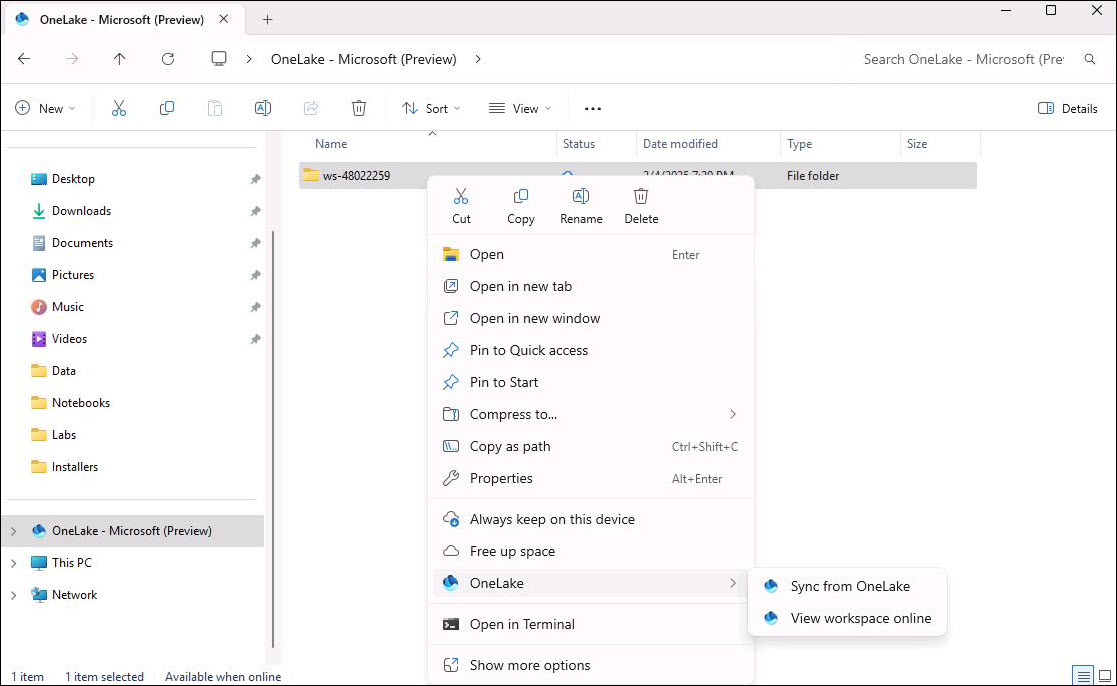 OneLake - Microsoft (Preview)
OneLake - Microsoft (Preview)
Search OneLake - Microsoft (Pre
New
Sort
View
Details
Name Status Date modified Type Size
ws-48022259 2/4/2025 7:20 PM File folder
Desktop
Downloads
Documents
Pictures
Music
Videos
Data
Notebooks
Labs
Installers
OneLake - Microsoft (Preview)
This PC
Network
Cut Copy Rename Delete
Open Enter
Open in new tab
Open in new window
Pin to Quick access
Pin to Start
Compress to...
Copy as path Ctrl+Shift+C
Properties Alt+Enter
Always keep on this device
Free up space
OneLake
Sync from OneLake
View workspace online
Open in Terminal
Show more options
1 item 1 item selected Available when online